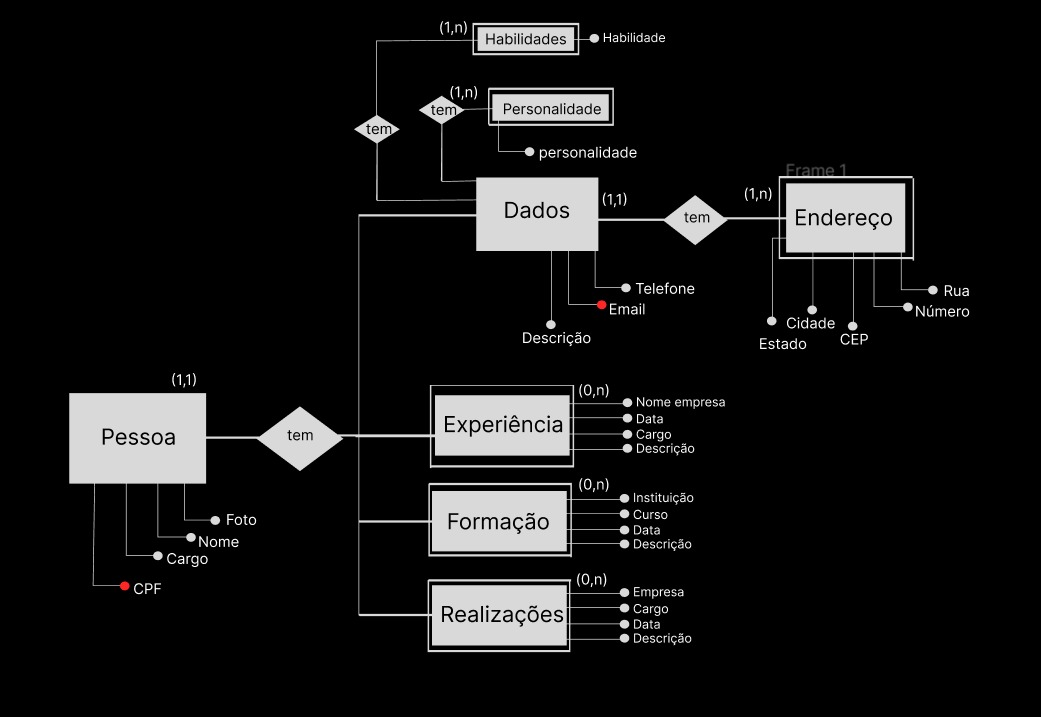 (1,n)
Habilidades
Habilidade
tem
(1,n)
tem
Personalidade
personalidade
Dados
(1,1)
tem
(1,n)
Frame 1
Endereço
Telefone
Email
Descrição
Rua
Número
Cidade
CEP
Estado
(1,1)
Pessoa
tem
Foto
Nome
Cargo
CPF
(0,n)
Experiência
Nome empresa
Data
Cargo
Descrição
(0,n)
Formação
Instituição
Curso
Data
Descrição
(0,n)
Realizações
Empresa
Cargo
Data
Descrição